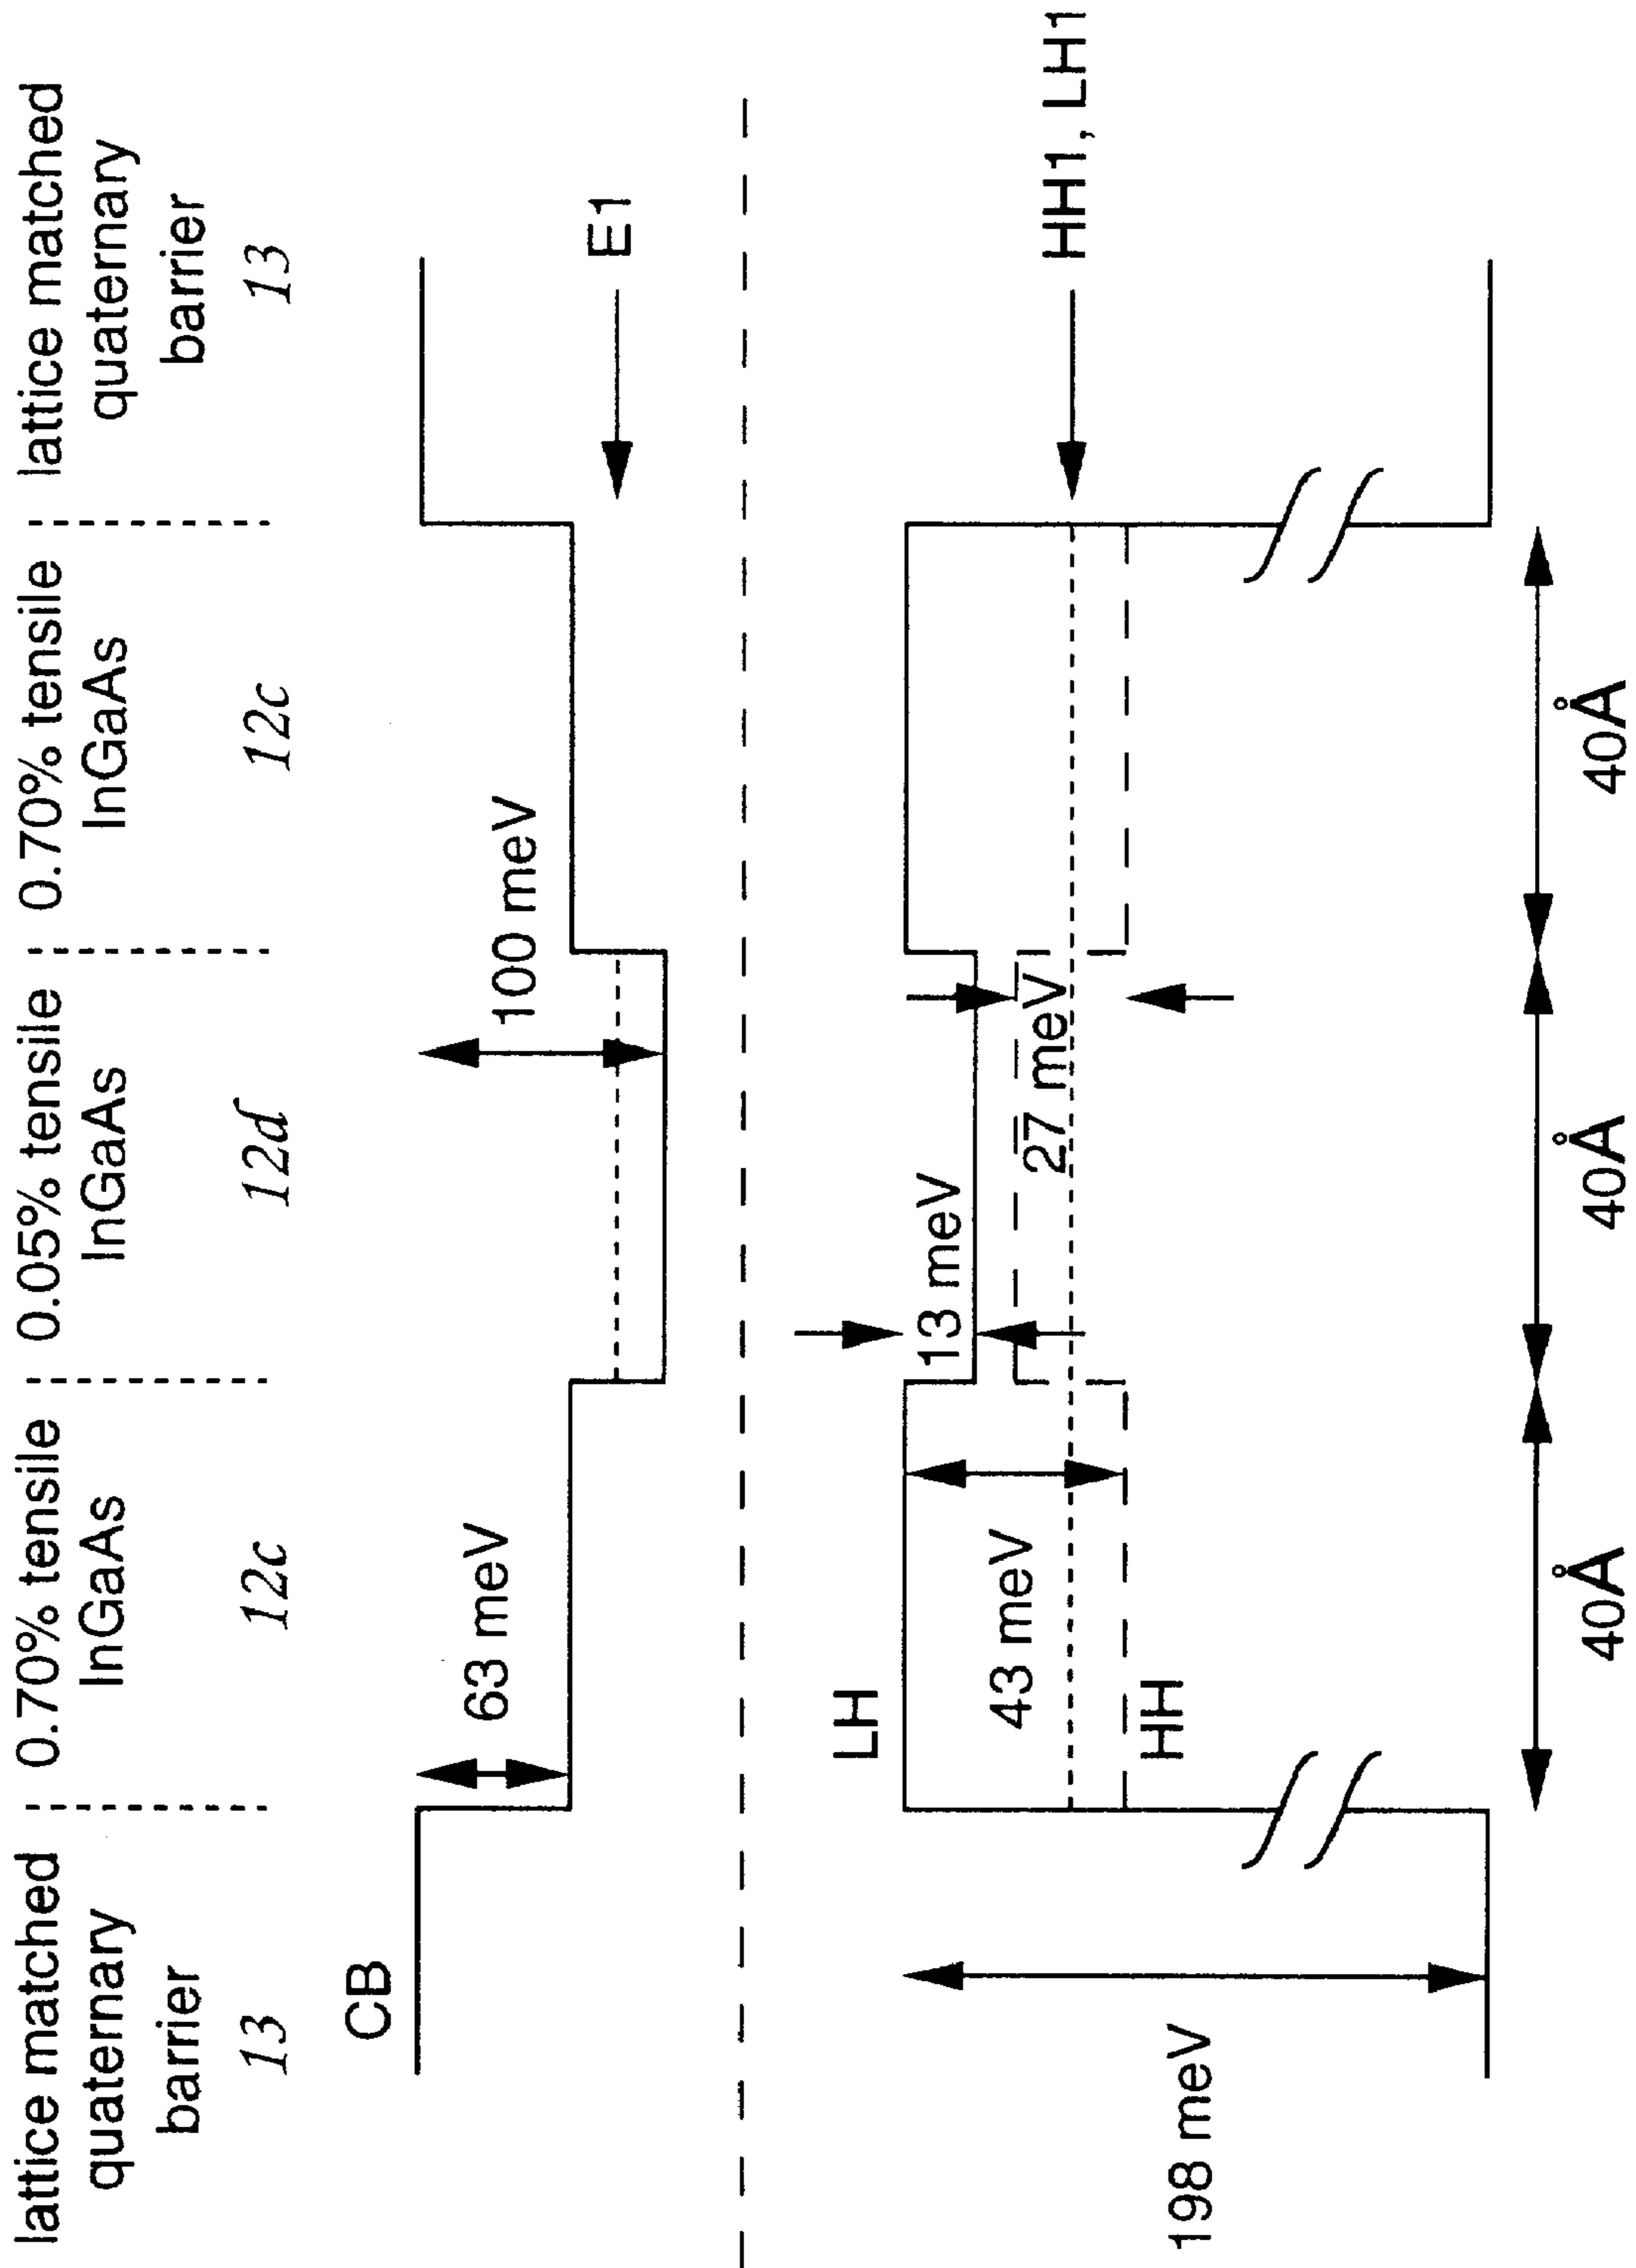 lattice matched
quaternary
barrier
13
0.70% tensile
InGaAs
12c
0.05% tensile
InGaAs
12d
0.70% tensile
InGaAs
12c
lattice matched
quaternary
barrier
13
CB
63 meV
100 meV
E1
LH
13 meV
27 meV
43 meV
HH
HH1, LH1
198 meV
40Å
40Å
40Å